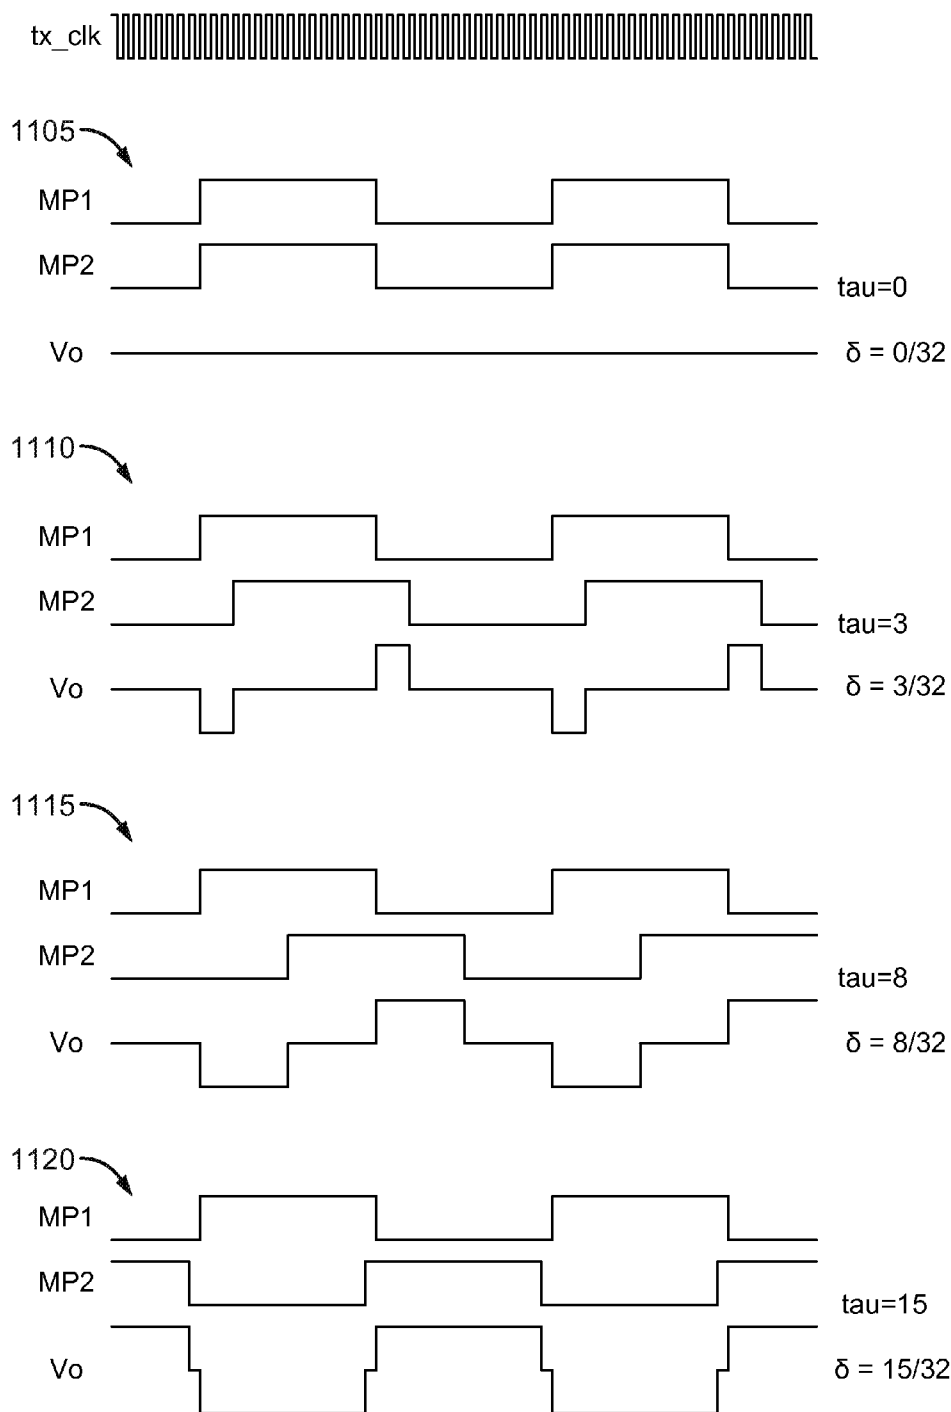 tx_clk
1105
MP1
MP2
tau=0
Vo
δ = 0/32
1110
MP1
MP2
tau=3
Vo
δ = 3/32
1115
MP1
MP2
tau=8
Vo
δ = 8/32
1120
MP1
MP2
tau=15
Vo
δ = 15/32